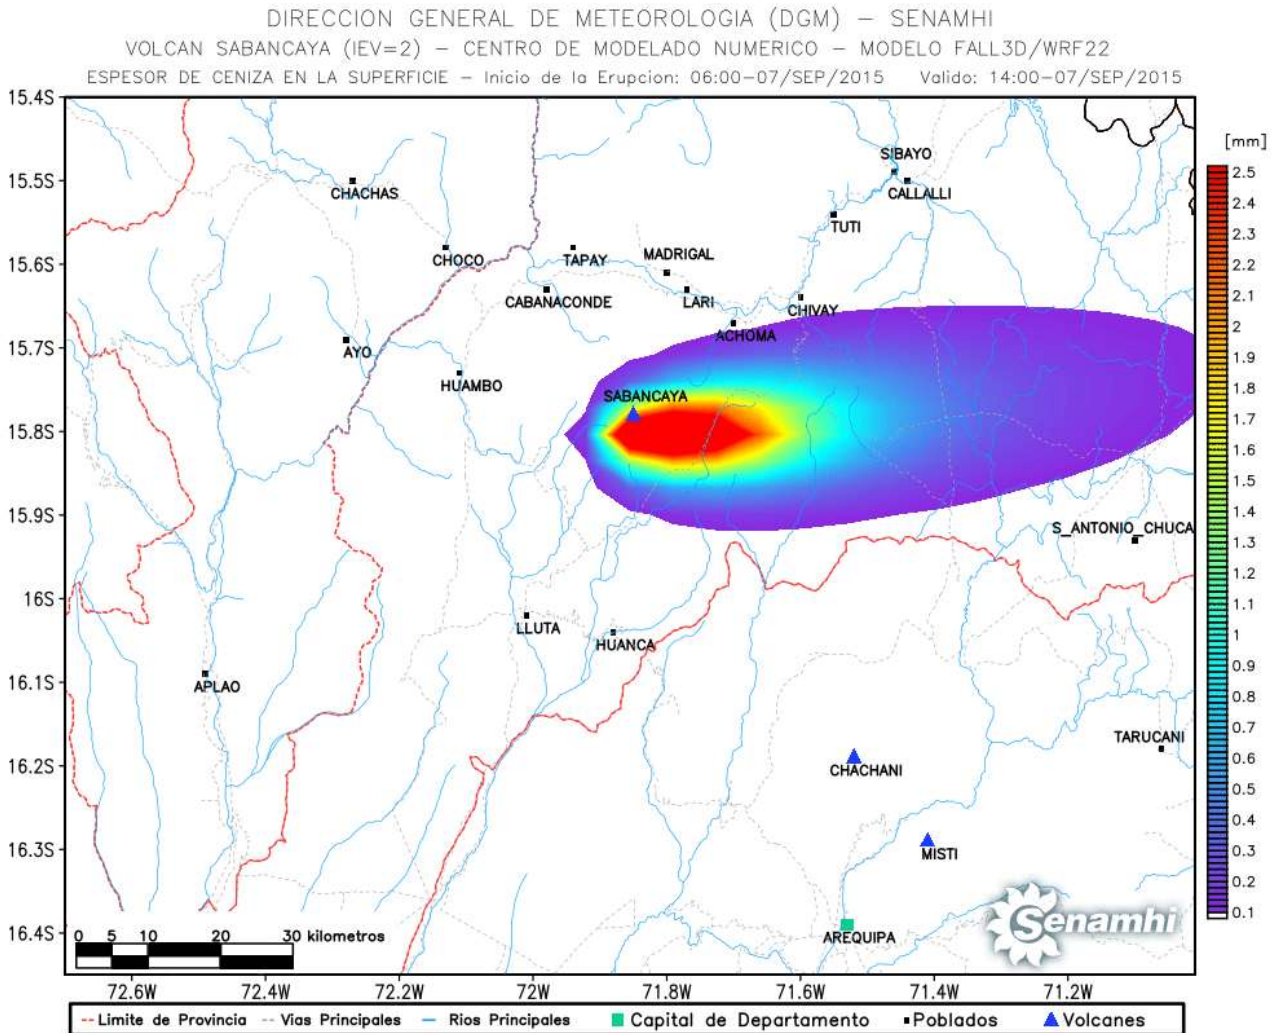 DIRECCION GENERAL DE METEOROLOGIA (DGM) – SENAMHI
VOLCAN SABANCAYA (IEV=2) – CENTRO DE MODELADO NUMERICO – MODELO FALL3D/WRF22
ESPESOR DE CENIZA EN LA SUPERFICIE – Inicio de la Erupcion: 06:00–07/SEP/2015 Valido: 14:00–07/SEP/2015
15.4S
[mm]
SIBAYO
2.5
15.5S
CHACHAS
CALLALLI
2.4
TUTI
2.3
MADRIGAL
15.6S
CHOCO
TAPAY
2.2
CABANACONDE
LARI
CHIVAY
2.1
ACHOMA
2
15.7S
AYO
1.9
HUAMBO
SABANCAYA
1.8
1.7
15.8S
1.6
1.5
15.9S
1.4
S_ANTONIO_CHUCA
1.3
1.2
16S
1.1
LLUTA
HUANCA
1
0.9
16.1S
APLAO
0.8
0.7
TARUCANI
16.2S
CHACHANI
0.6
0.5
0.4
16.3S
MISTI
0.3
0.2
0.1
Senamhi
16.4S
0 5 10 20 30 kilometros
AREQUIPA
72.6W 72.4W 72.2W 72W 71.8W 71.6W 71.4W 71.2W
Limite de Provincia Vias Principales Rios Principales Capital de Departamento Poblados Volcanes